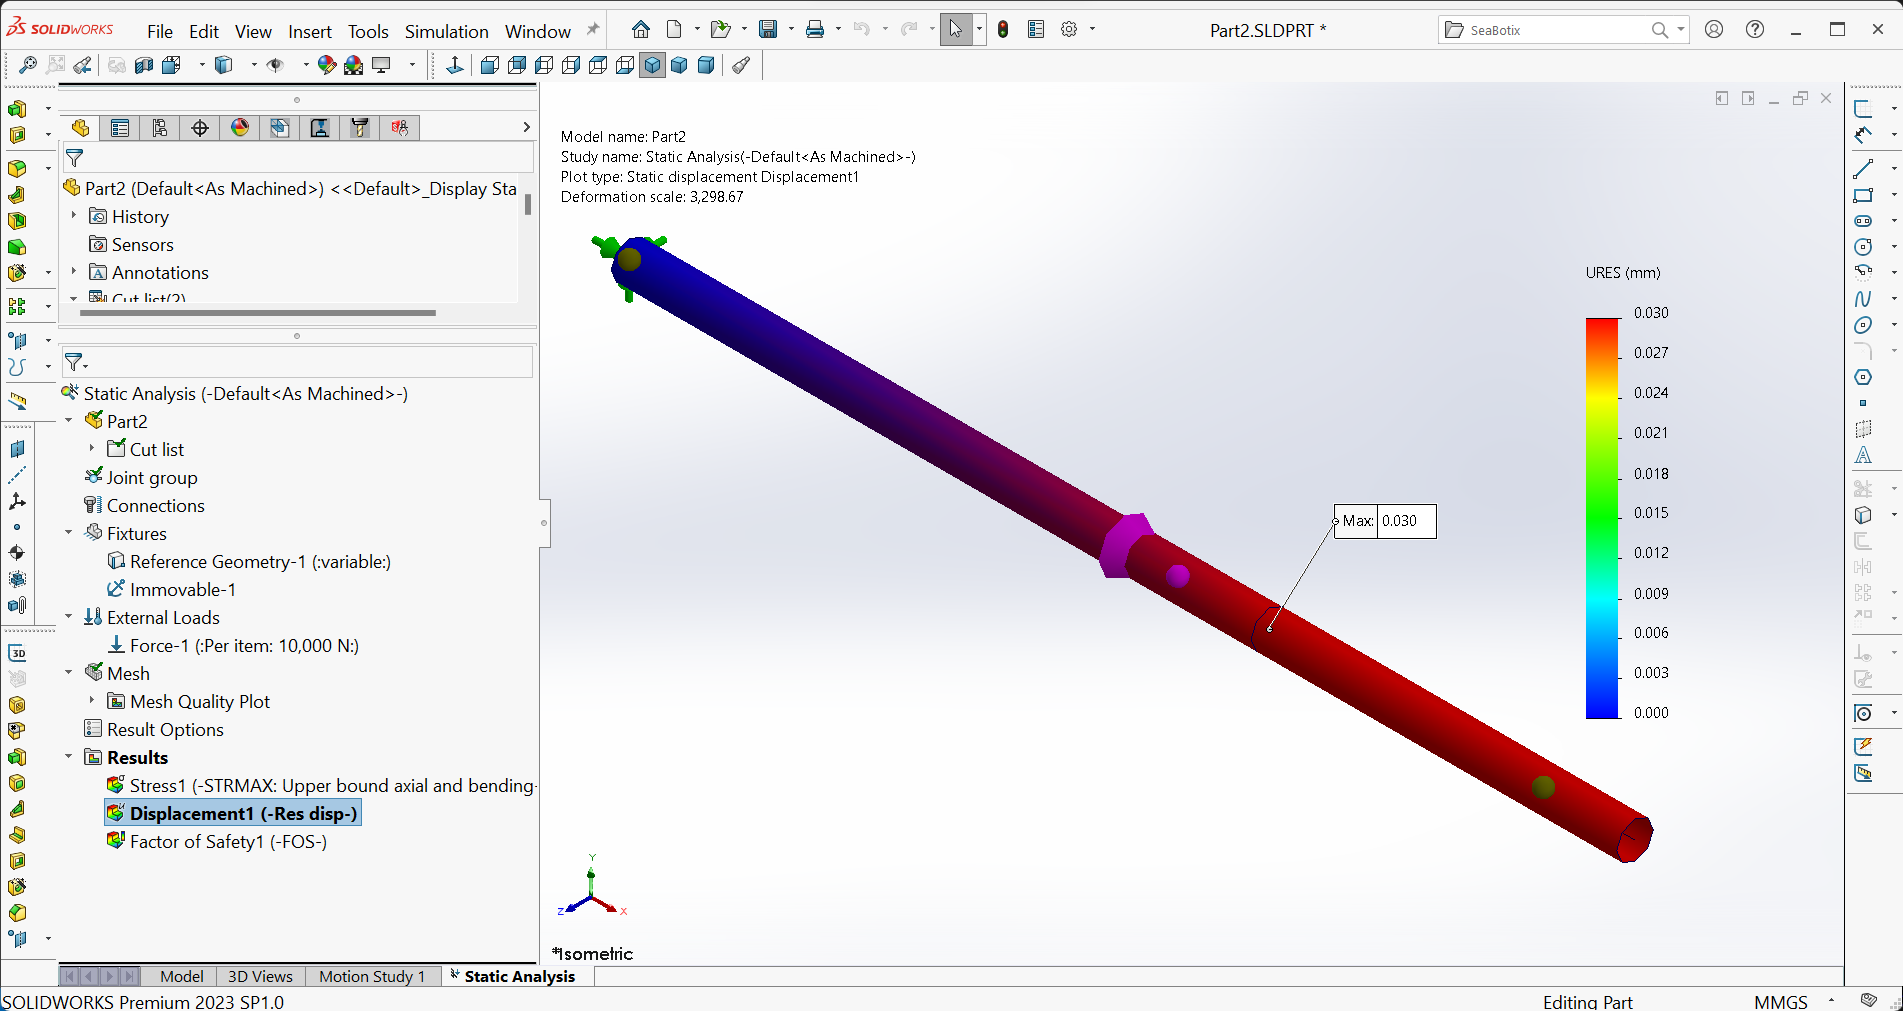 SOLIDWORKS
File Edit View Insert Tools Simulation Window
Part2.SLDPRT *
SeaBotix
Part2 (Default<As Machined>) <<Default>_Display Sta
History
Sensors
Annotations
Cut list(2)
Static Analysis (-Default<As Machined>-)
Part2
Cut list
Joint group
Connections
Fixtures
Reference Geometry-1 (:variable:)
Immovable-1
External Loads
Force-1 (:Per item: 10,000 N:)
Mesh
Mesh Quality Plot
Result Options
Results
Stress1 (-STRMAX: Upper bound axial and bending-
Displacement1 (-Res disp-)
Factor of Safety1 (-FOS-)
Model name: Part2
Study name: Static Analysis(-Default<As Machined>-)
Plot type: Static displacement Displacement1
Deformation scale: 3,298.67
URES (mm)
0.030
0.027
0.024
0.021
0.018
0.015
0.012
0.009
0.006
0.003
0.000
Max: 0.030
Y
Z
X
*Isometric
3D
Model 3D Views Motion Study 1 Static Analysis
SOLIDWORKS Premium 2023 SP1.0
Editing Part
MMGS